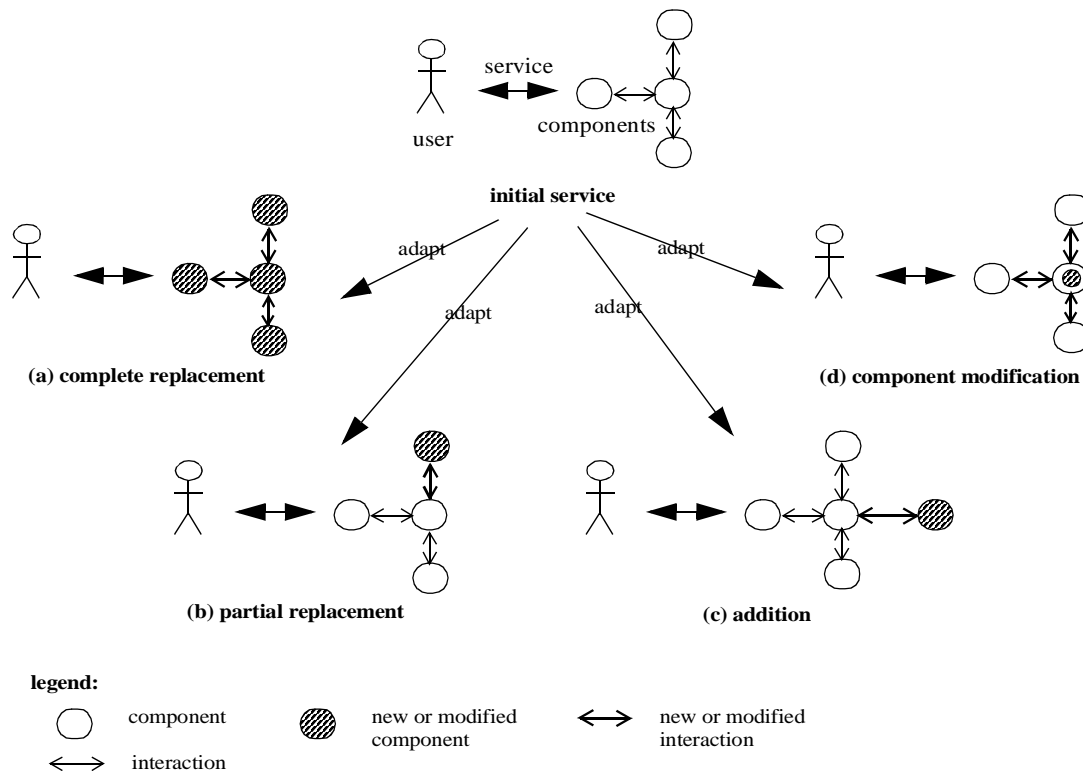 service
components
user
initial service
adapt
adapt
adapt
adapt
(a) complete replacement
(d) component modification
(b) partial replacement
(c) addition
legend:
component
new or modified
component
new or modified
interaction
interaction